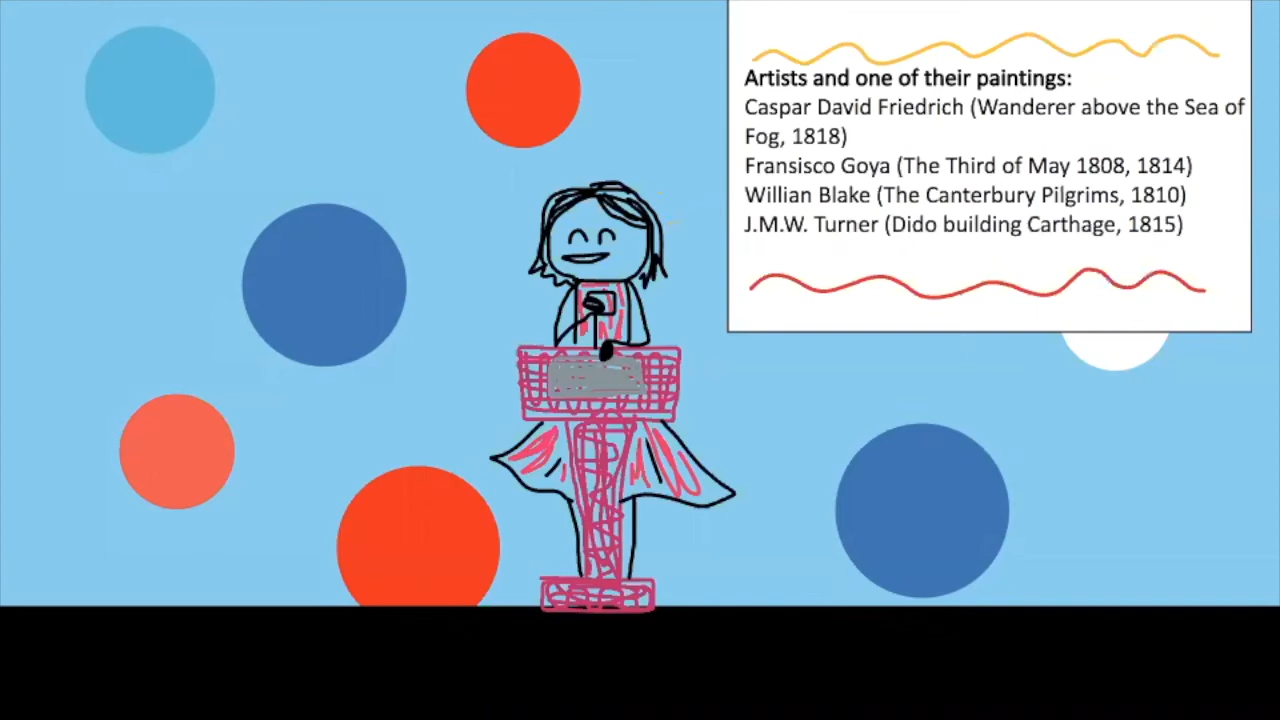 Artists and one of their paintings:
Caspar David Friedrich (Wanderer above the Sea of
Fog, 1818)
Fransisco Goya (The Third of May 1808, 1814)
Willian Blake (The Canterbury Pilgrims, 1810)
J.M.W. Turner (Dido building Carthage, 1815)